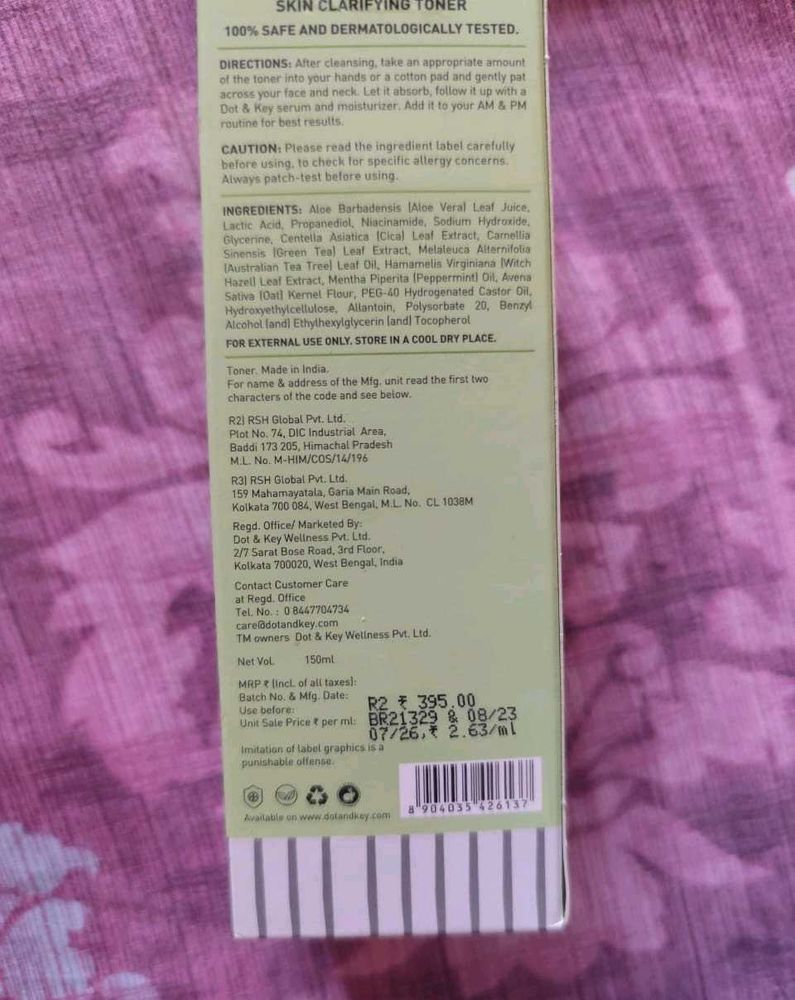 SKIN CLARIFYING TONER
100% SAFE AND DERMATOLOGICALLY TESTED.
DIRECTIONS: After cleansing, take an appropriate amount
of the toner into your hands or a cotton pad and gently pat
across your face and neck. Let it absorb, follow it up with a
Dot & Key serum and moisturizer. Add it to your AM & PM
routine for best results.
CAUTION: Please read the ingredient label carefully
before using, to check for specific allergy concerns.
Always patch-test before using.
INGREDIENTS: Aloe Barbadensis (Aloe Vera) Leaf Juice,
Lactic Acid, Propanediol, Niacinamide, Sodium Hydroxide,
Glycerine, Centella Asiatica (Cica) Leaf Extract, Camellia
Sinensis (Green Tea) Leaf Extract, Melaleuca Alternifolia
(Australian Tea Tree) Leaf Oil, Hamamelis Virginiana (Witch
Hazel) Leaf Extract, Mentha Piperita (Peppermint) Oil, Avena
Sativa (Oat) Kernel Flour, PEG-40 Hydrogenated Castor Oil,
Hydroxyethylcellulose, Allantoin, Polysorbate 20, Benzyl
Alcohol (and) Ethylhexylglycerin (and) Tocopherol
FOR EXTERNAL USE ONLY. STORE IN A COOL DRY PLACE.
Toner. Made in India.
For name & address of the Mfg. unit read the first two
characters of the code and see below.
R2) RSH Global Pvt. Ltd.
Plot No. 74, DIC Industrial Area,
Baddi 173 205, Himachal Pradesh
M.L. No. M-HIM/COS/14/196
R3) RSH Global Pvt. Ltd.
159 Mahamayatala, Garia Main Road,
Kolkata 700 084, West Bengal, M.L. No. CL 1038M
Regd. Office/ Marketed By:
Dot & Key Wellness Pvt. Ltd.
2/7 Sarat Bose Road, 3rd Floor,
Kolkata 700020, West Bengal, India
Contact Customer Care
at Regd. Office
Tel. No. : 0 8447704734
care@dotandkey.com
TM owners Dot & Key Wellness Pvt. Ltd.
Net Vol. 150ml
MRP ₹ (Incl. of all taxes):
Batch No. & Mfg. Date:
Use before:
Unit Sale Price ₹ per ml:
R2 ₹ 395.00
BR21329 & 08/23
07/26,₹ 2.63/ml
Imitation of label graphics is a
punishable offense.
8 904035 426137
Available on www.dotandkey.com